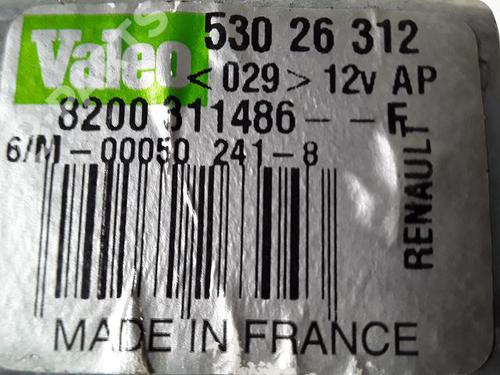 Valeo 530 26 312
<029> 12v AP
8200 311486--F
6/M-00050 241-8
RENAULT
MADE IN FRANCE